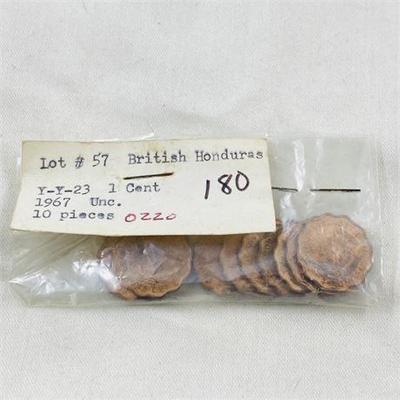 Lot # 57 British Honduras
Y-Y-23 1 Cent
180
1967 Unc.
10 pieces 0220